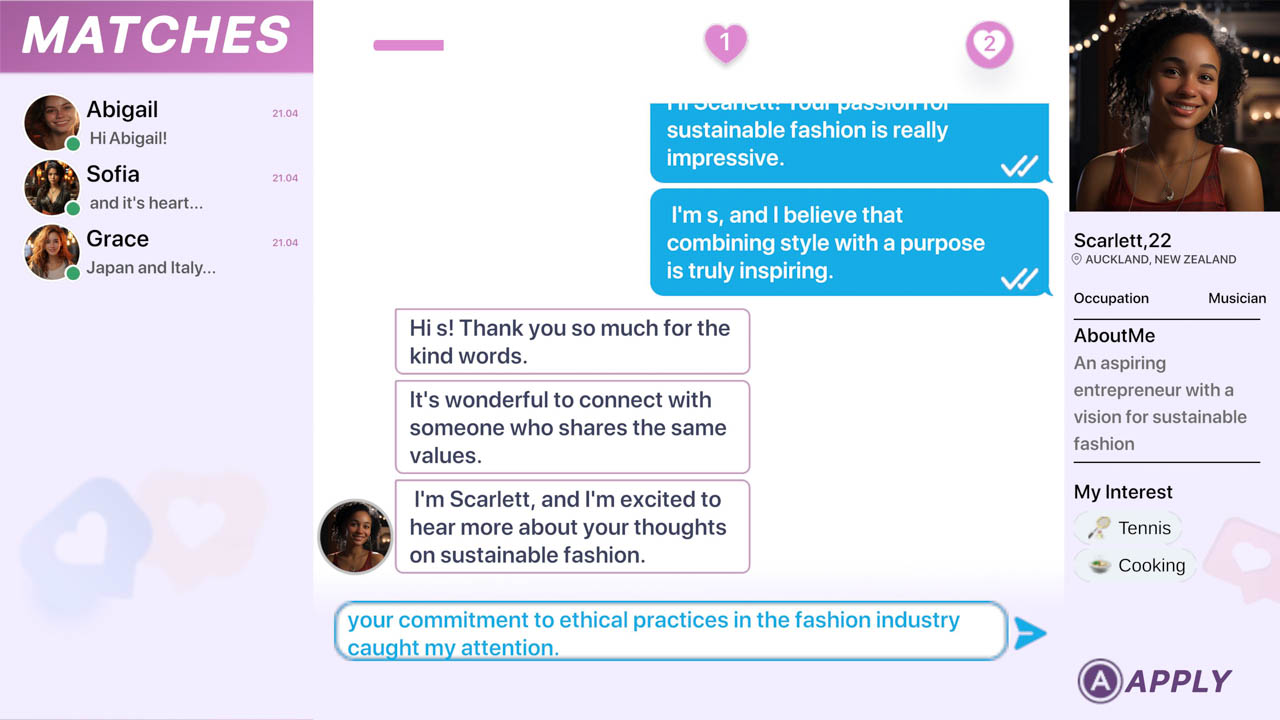 MATCHES
Abigail
21.04
Hi Abigail!
Sofia
21.04
and it's heart...
Grace
21.04
Japan and Italy...
1
2
Hi Scarlett! Your passion for
sustainable fashion is really
impressive.
I'm s, and I believe that
combining style with a purpose
is truly inspiring.
Hi s! Thank you so much for the
kind words.
It's wonderful to connect with
someone who shares the same
values.
I'm Scarlett, and I'm excited to
hear more about your thoughts
on sustainable fashion.
your commitment to ethical practices in the fashion industry
caught my attention.
Scarlett,22
AUCKLAND, NEW ZEALAND
Occupation Musician
AboutMe
An aspiring
entrepreneur with a
vision for sustainable
fashion
My Interest
Tennis
Cooking
A APPLY